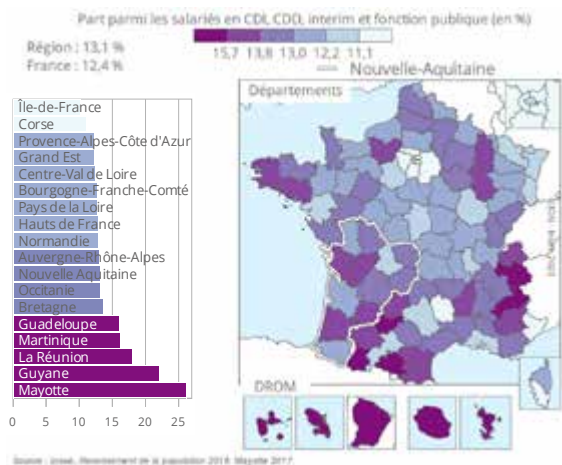 Part parmi les salariés en CDI, CDD, interim et fonction publique (en %)
Région : 13,1 %
France : 12,4 %
15,7 13,8 13,0 12,2 11,1
Nouvelle-Aquitaine
Départements
Île-de-France
Corse
Provence-Alpes-Côte d'Azur
Grand Est
Centre-Val de Loire
Bourgogne-Franche-Comté
Pays de la Loire
Hauts de France
Normandie
Auvergne-Rhône-Alpes
Nouvelle Aquitaine
Occitanie
Bretagne
Guadeloupe
Martinique
La Réunion
Guyane
Mayotte
0 5 10 15 20 25
DROM
Source : Insee, Recensement de la population 2018, Mayotte 2017